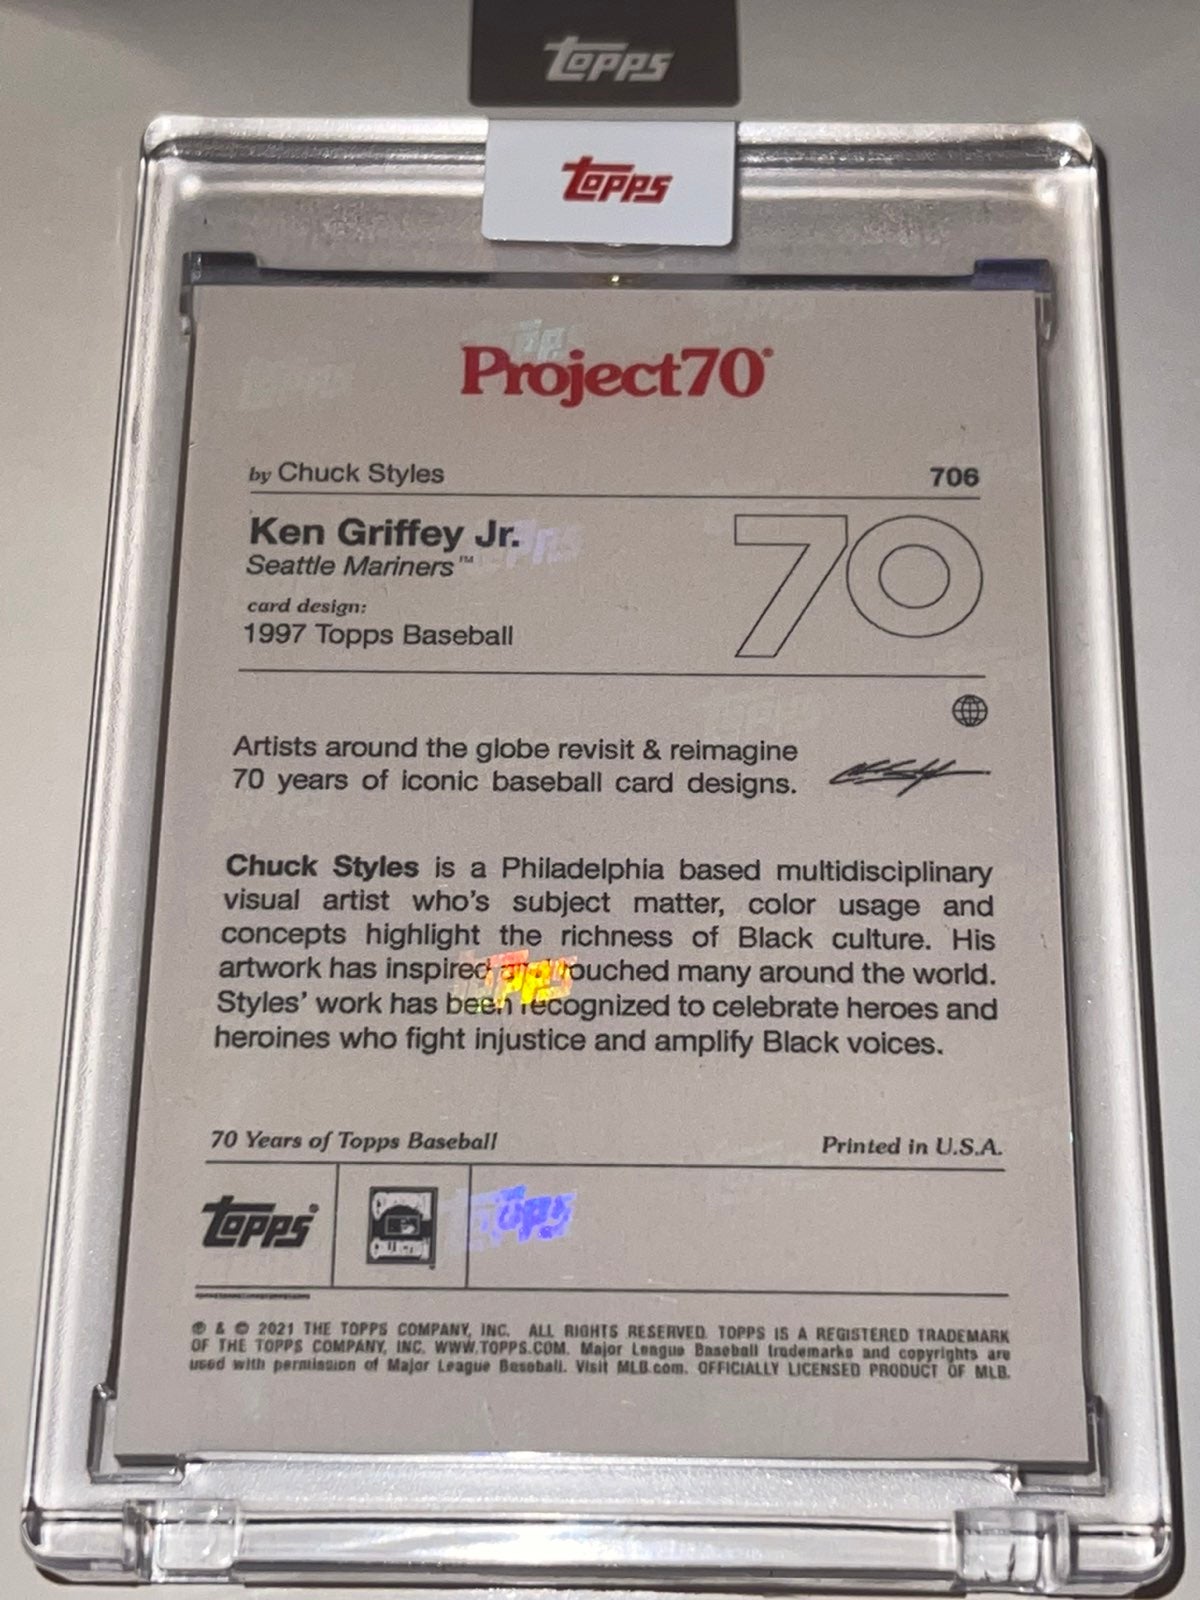 topps
topps
Project70®
by Chuck Styles
706
Ken Griffey Jr.
Seattle Mariners™
card design:
1997 Topps Baseball
70
Artists around the globe revisit & reimagine
70 years of iconic baseball card designs.
Chuck Styles is a Philadelphia based multidisciplinary
visual artist who's subject matter, color usage and
concepts highlight the richness of Black culture. His
artwork has inspired and touched many around the world.
Styles' work has been recognized to celebrate heroes and
heroines who fight injustice and amplify Black voices.
70 Years of Topps Baseball
Printed in U.S.A.
topps®
COLLECTION
topps
® & © 2021 THE TOPPS COMPANY, INC. ALL RIGHTS RESERVED. TOPPS IS A REGISTERED TRADEMARK
OF THE TOPPS COMPANY, INC. WWW.TOPPS.COM. Major League Baseball trademarks and copyrights are
used with permission of Major League Baseball. Visit MLB.com. OFFICIALLY LICENSED PRODUCT OF MLB.